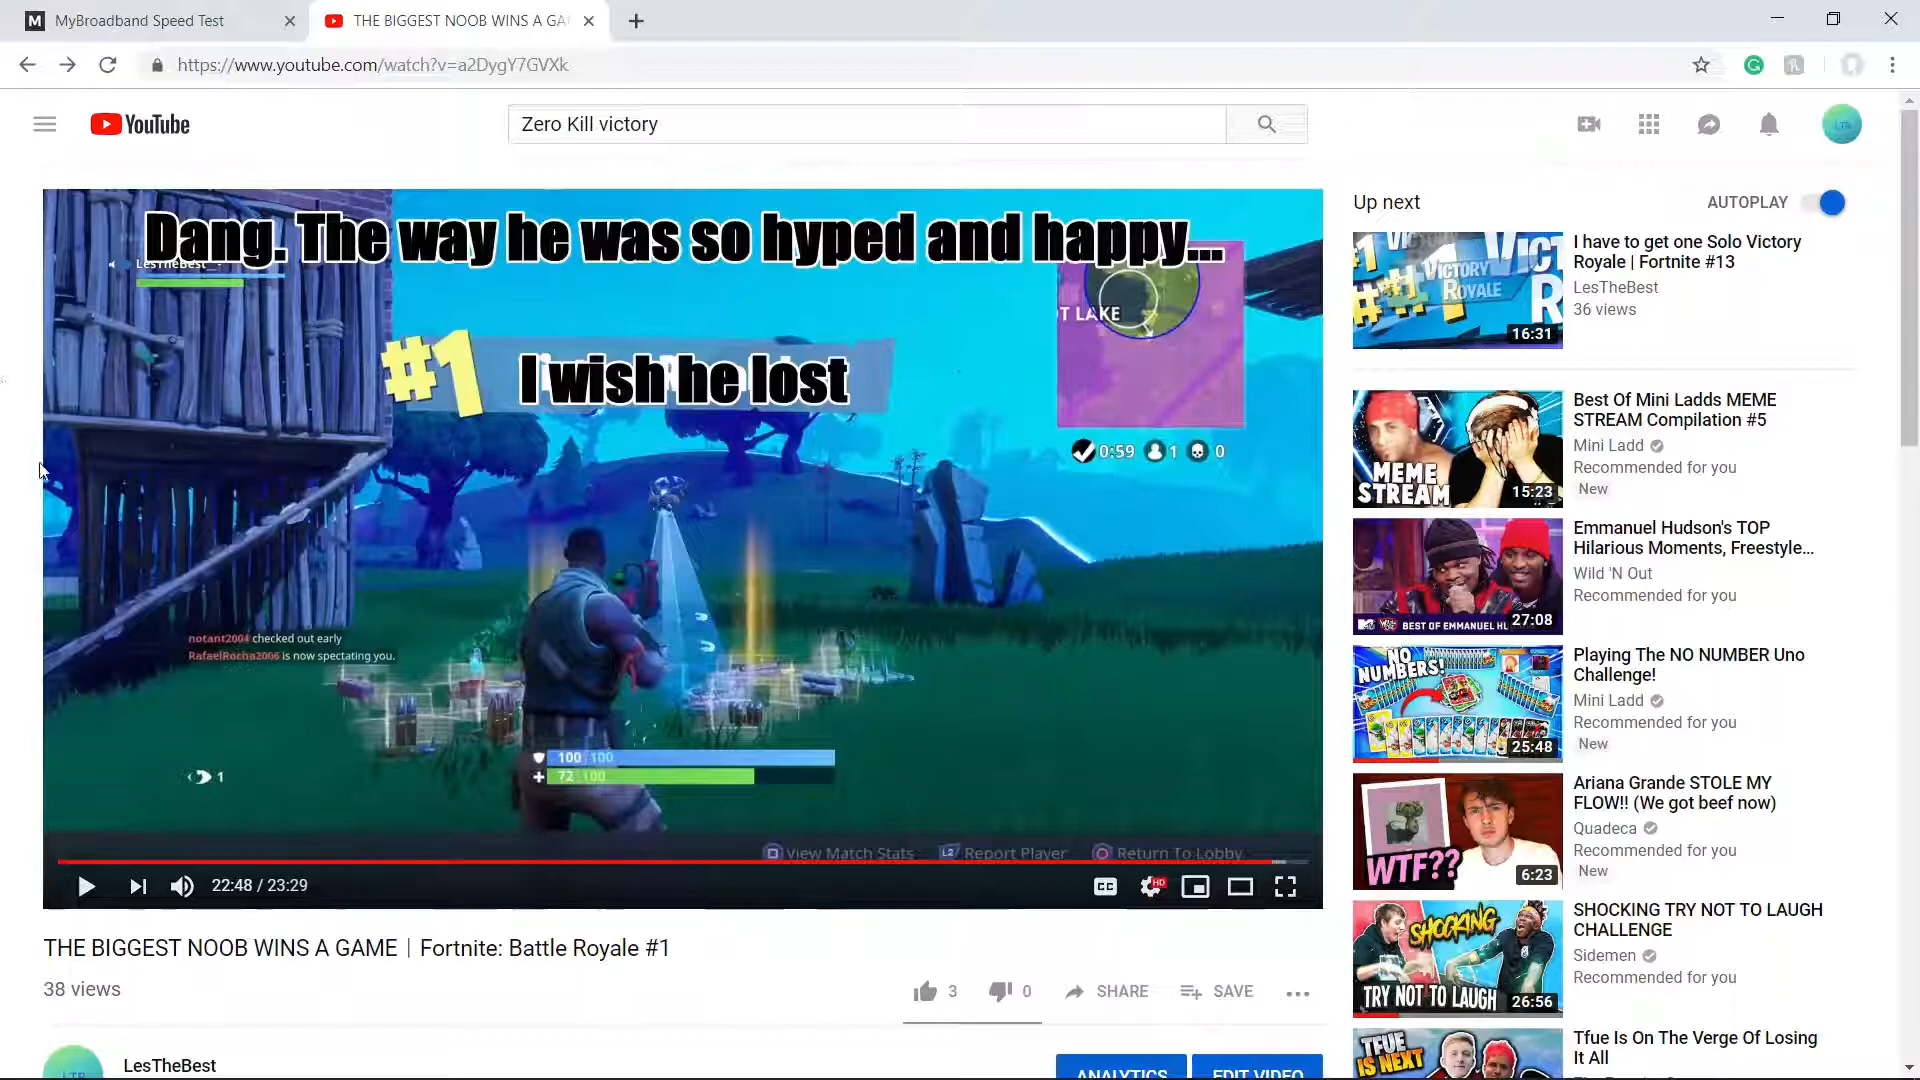 MyBroadband Speed Test
THE BIGGEST NOOB WINS A GA
https://www.youtube.com/watch?v=a2DygY7GVXk
YouTube
Zero Kill victory
Dang. The way he was so hyped and happy...
LesTheBest__-
T LAKE
#1
I wish he lost
0:59 1 0
notant2004 checked out early
RafaelRocha2006 is now spectating you.
1
100 100
72 100
View Match Stats
L2 Report Player
Return To Lobby
22:48 / 23:29
CC
HD
THE BIGGEST NOOB WINS A GAME | Fortnite: Battle Royale #1
38 views
3
0
SHARE
SAVE
LesTheBest
ANALYTICS
EDIT VIDEO
Up next
AUTOPLAY
VICTORY
ROYALE
16:31
I have to get one Solo Victory
Royale | Fortnite #13
LesTheBest
36 views
MEME
STREAM
15:23
Best Of Mini Ladds MEME
STREAM Compilation #5
Mini Ladd
Recommended for you
New
BEST OF EMMANUEL HU
27:08
Emmanuel Hudson's TOP
Hilarious Moments, Freestyle...
Wild 'N Out
Recommended for you
NO
NUMBERS!
25:48
Playing The NO NUMBER Uno
Challenge!
Mini Ladd
Recommended for you
New
WTF??
6:23
Ariana Grande STOLE MY
FLOW!! (We got beef now)
Quadeca
Recommended for you
New
SHOCKING
TRY NOT TO LAUGH
26:56
SHOCKING TRY NOT TO LAUGH
CHALLENGE
Sidemen
Recommended for you
TFUE
IS NEXT
Tfue Is On The Verge Of Losing
It All